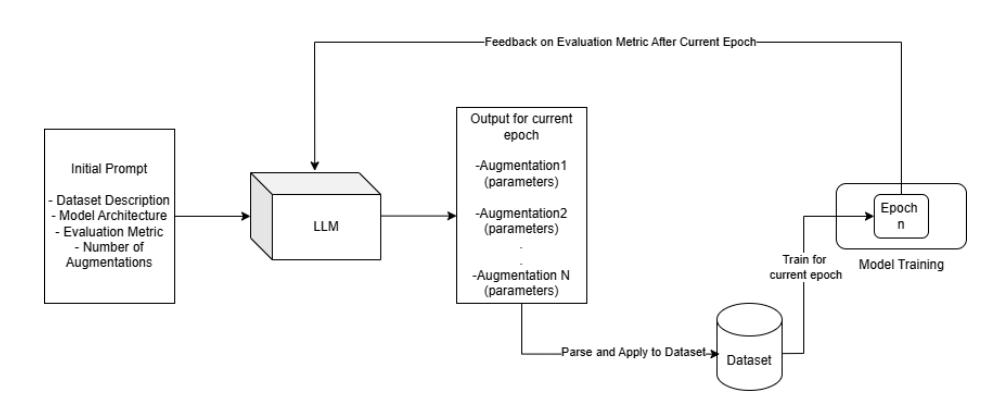 Feedback on Evaluation Metric After Current Epoch
Initial Prompt
- Dataset Description
- Model Architecture
- Evaluation Metric
- Number of
Augmentations
LLM
Output for current
epoch
-Augmentation1
(parameters)
-Augmentation2
(parameters)
.
.
-Augmentation N
(parameters)
Parse and Apply to Dataset
Dataset
Train for
current epoch
Epoch
n
Model Training